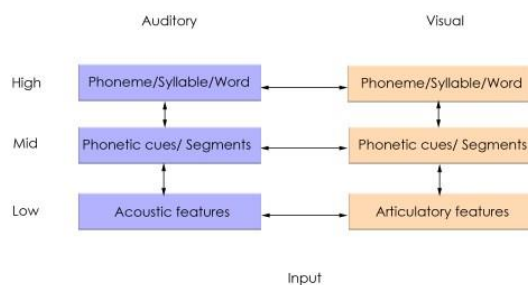 Auditory Visual
High Phoneme/Syllable/Word Phoneme/Syllable/Word
Mid Phonetic cues/ Segments Phonetic cues/ Segments
Low Acoustic features Articulatory features
Input